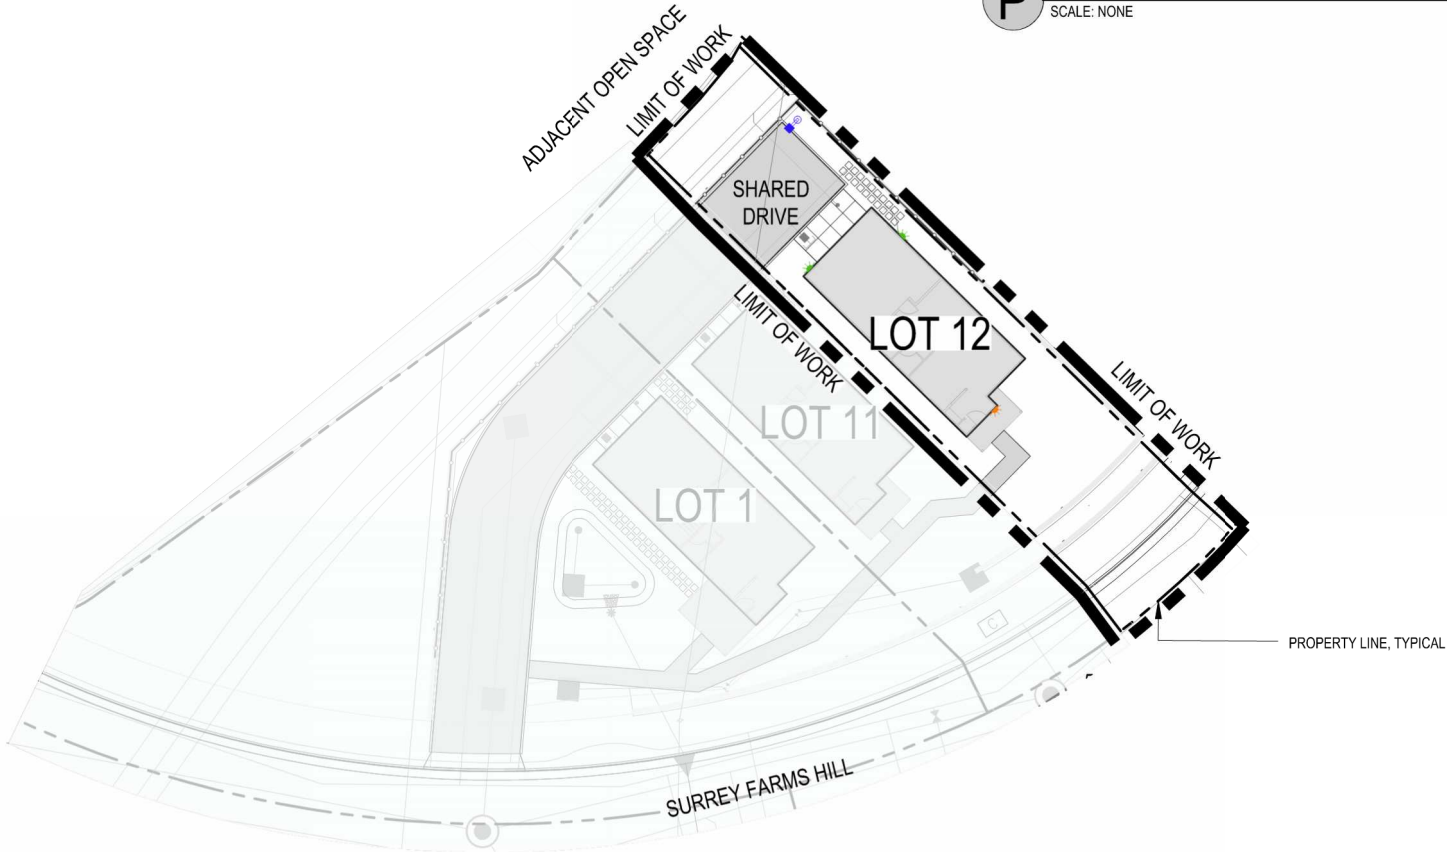 P
SCALE: NONE
ADJACENT OPEN SPACE
LIMIT OF WORK
SHARED
DRIVE
LIMIT OF WORK
LOT 12
LIMIT OF WORK
LOT 11
LOT 1
C
PROPERTY LINE, TYPICAL
SURREY FARMS HILL